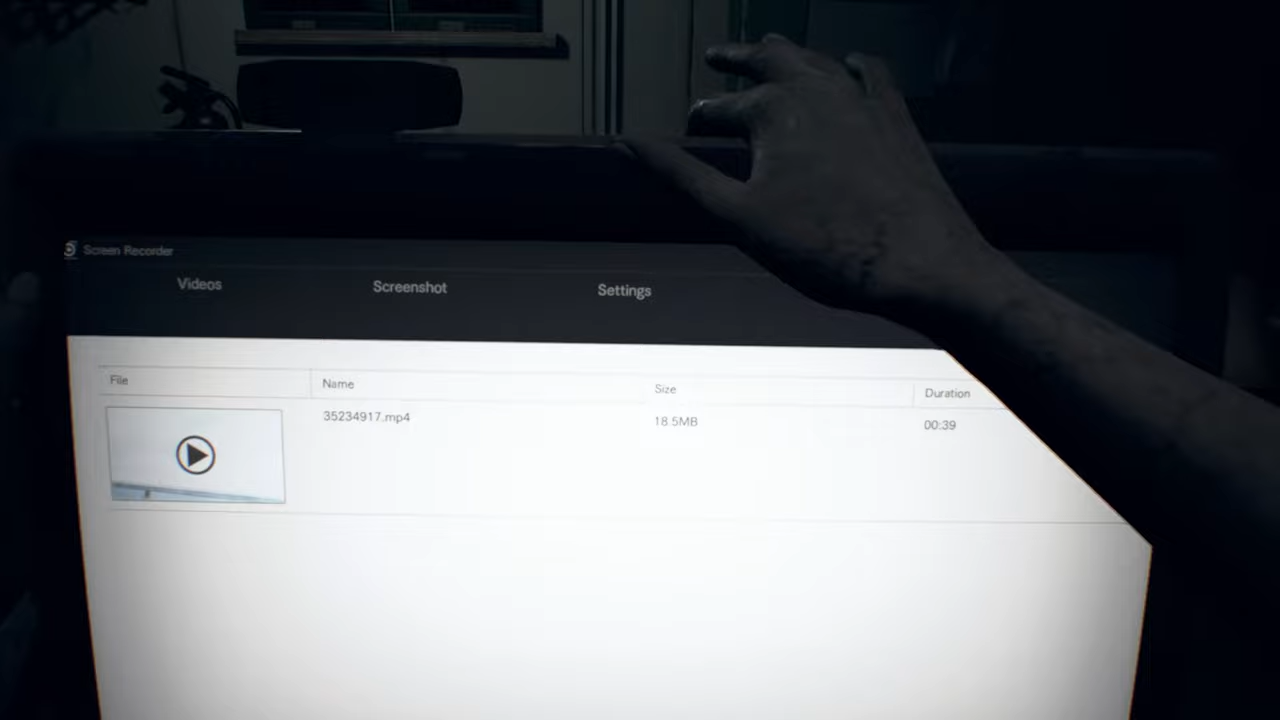 Screen Recorder
Videos Screenshot Settings
File Name Size Duration
35234917.mp4 18.5MB 00:39